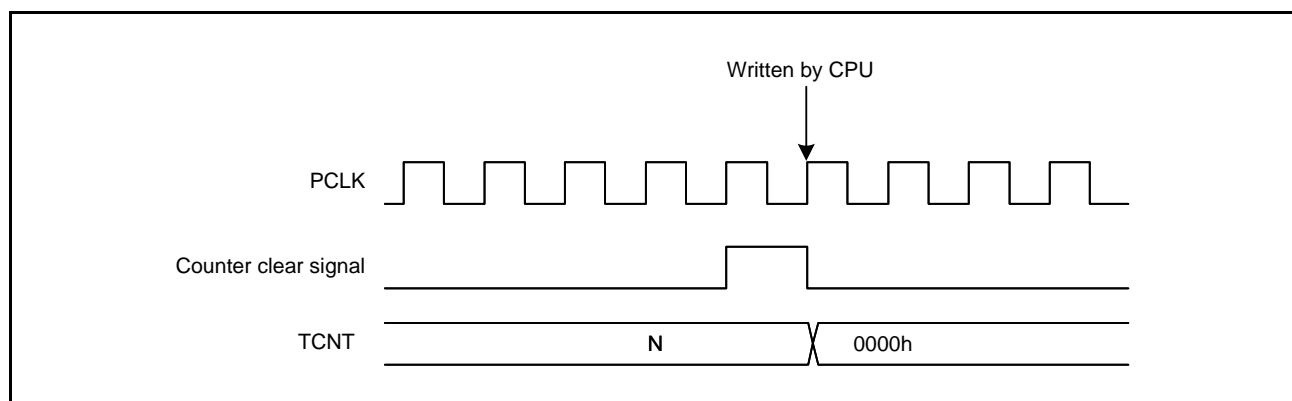 Written by CPU
PCLK
Counter clear signal
TCNT N 0000h